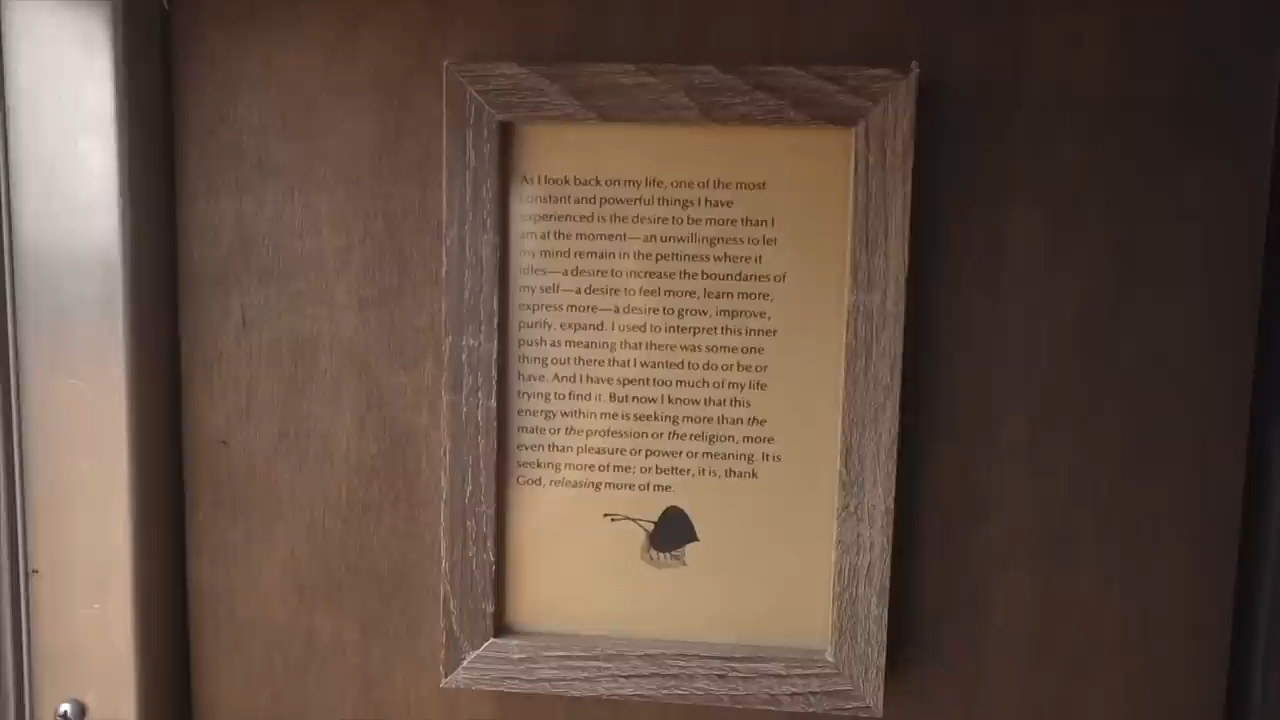 As I look back on my life, one of the most
constant and powerful things I have
experienced is the desire to be more than I
am at the moment—an unwillingness to let
my mind remain in the pettiness where it
idles—a desire to increase the boundaries of
my self—a desire to feel more, learn more,
express more—a desire to grow, improve,
purify, expand. I used to interpret this inner
push as meaning that there was some one
thing out there that I wanted to do or be or
have. And I have spent too much of my life
trying to find it. But now I know that this
energy within me is seeking more than the
mate or the profession or the religion, more
even than pleasure or power or meaning. It is
seeking more of me; or better, it is, thank
God, releasing more of me.